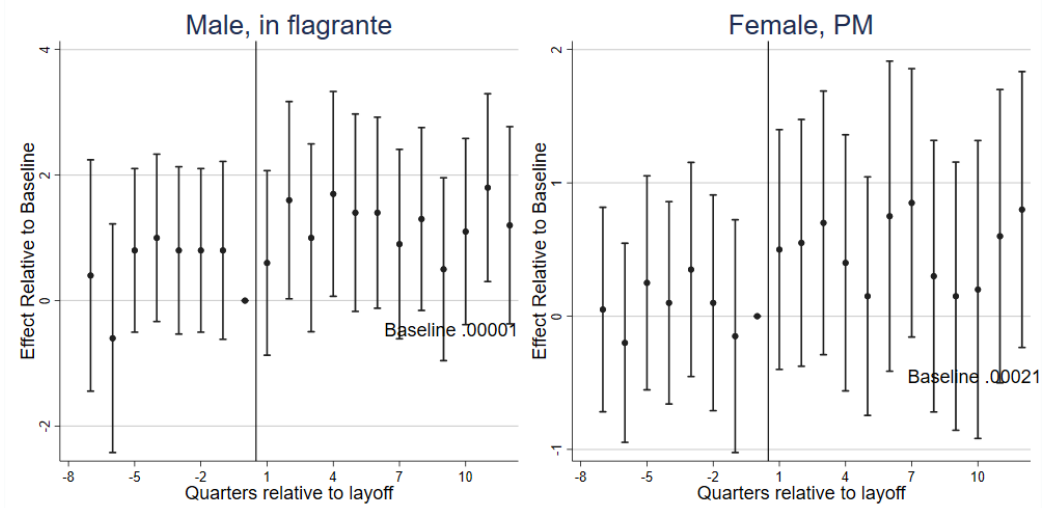 Male, in flagrante
Effect Relative to Baseline
4
2
0
-2
Baseline .00001
-8
-5
-2
1
4
7
10
Quarters relative to layoff
Female, PM
Effect Relative to Baseline
2
1
0
-1
Baseline .00021
-8
-5
-2
1
4
7
10
Quarters relative to layoff